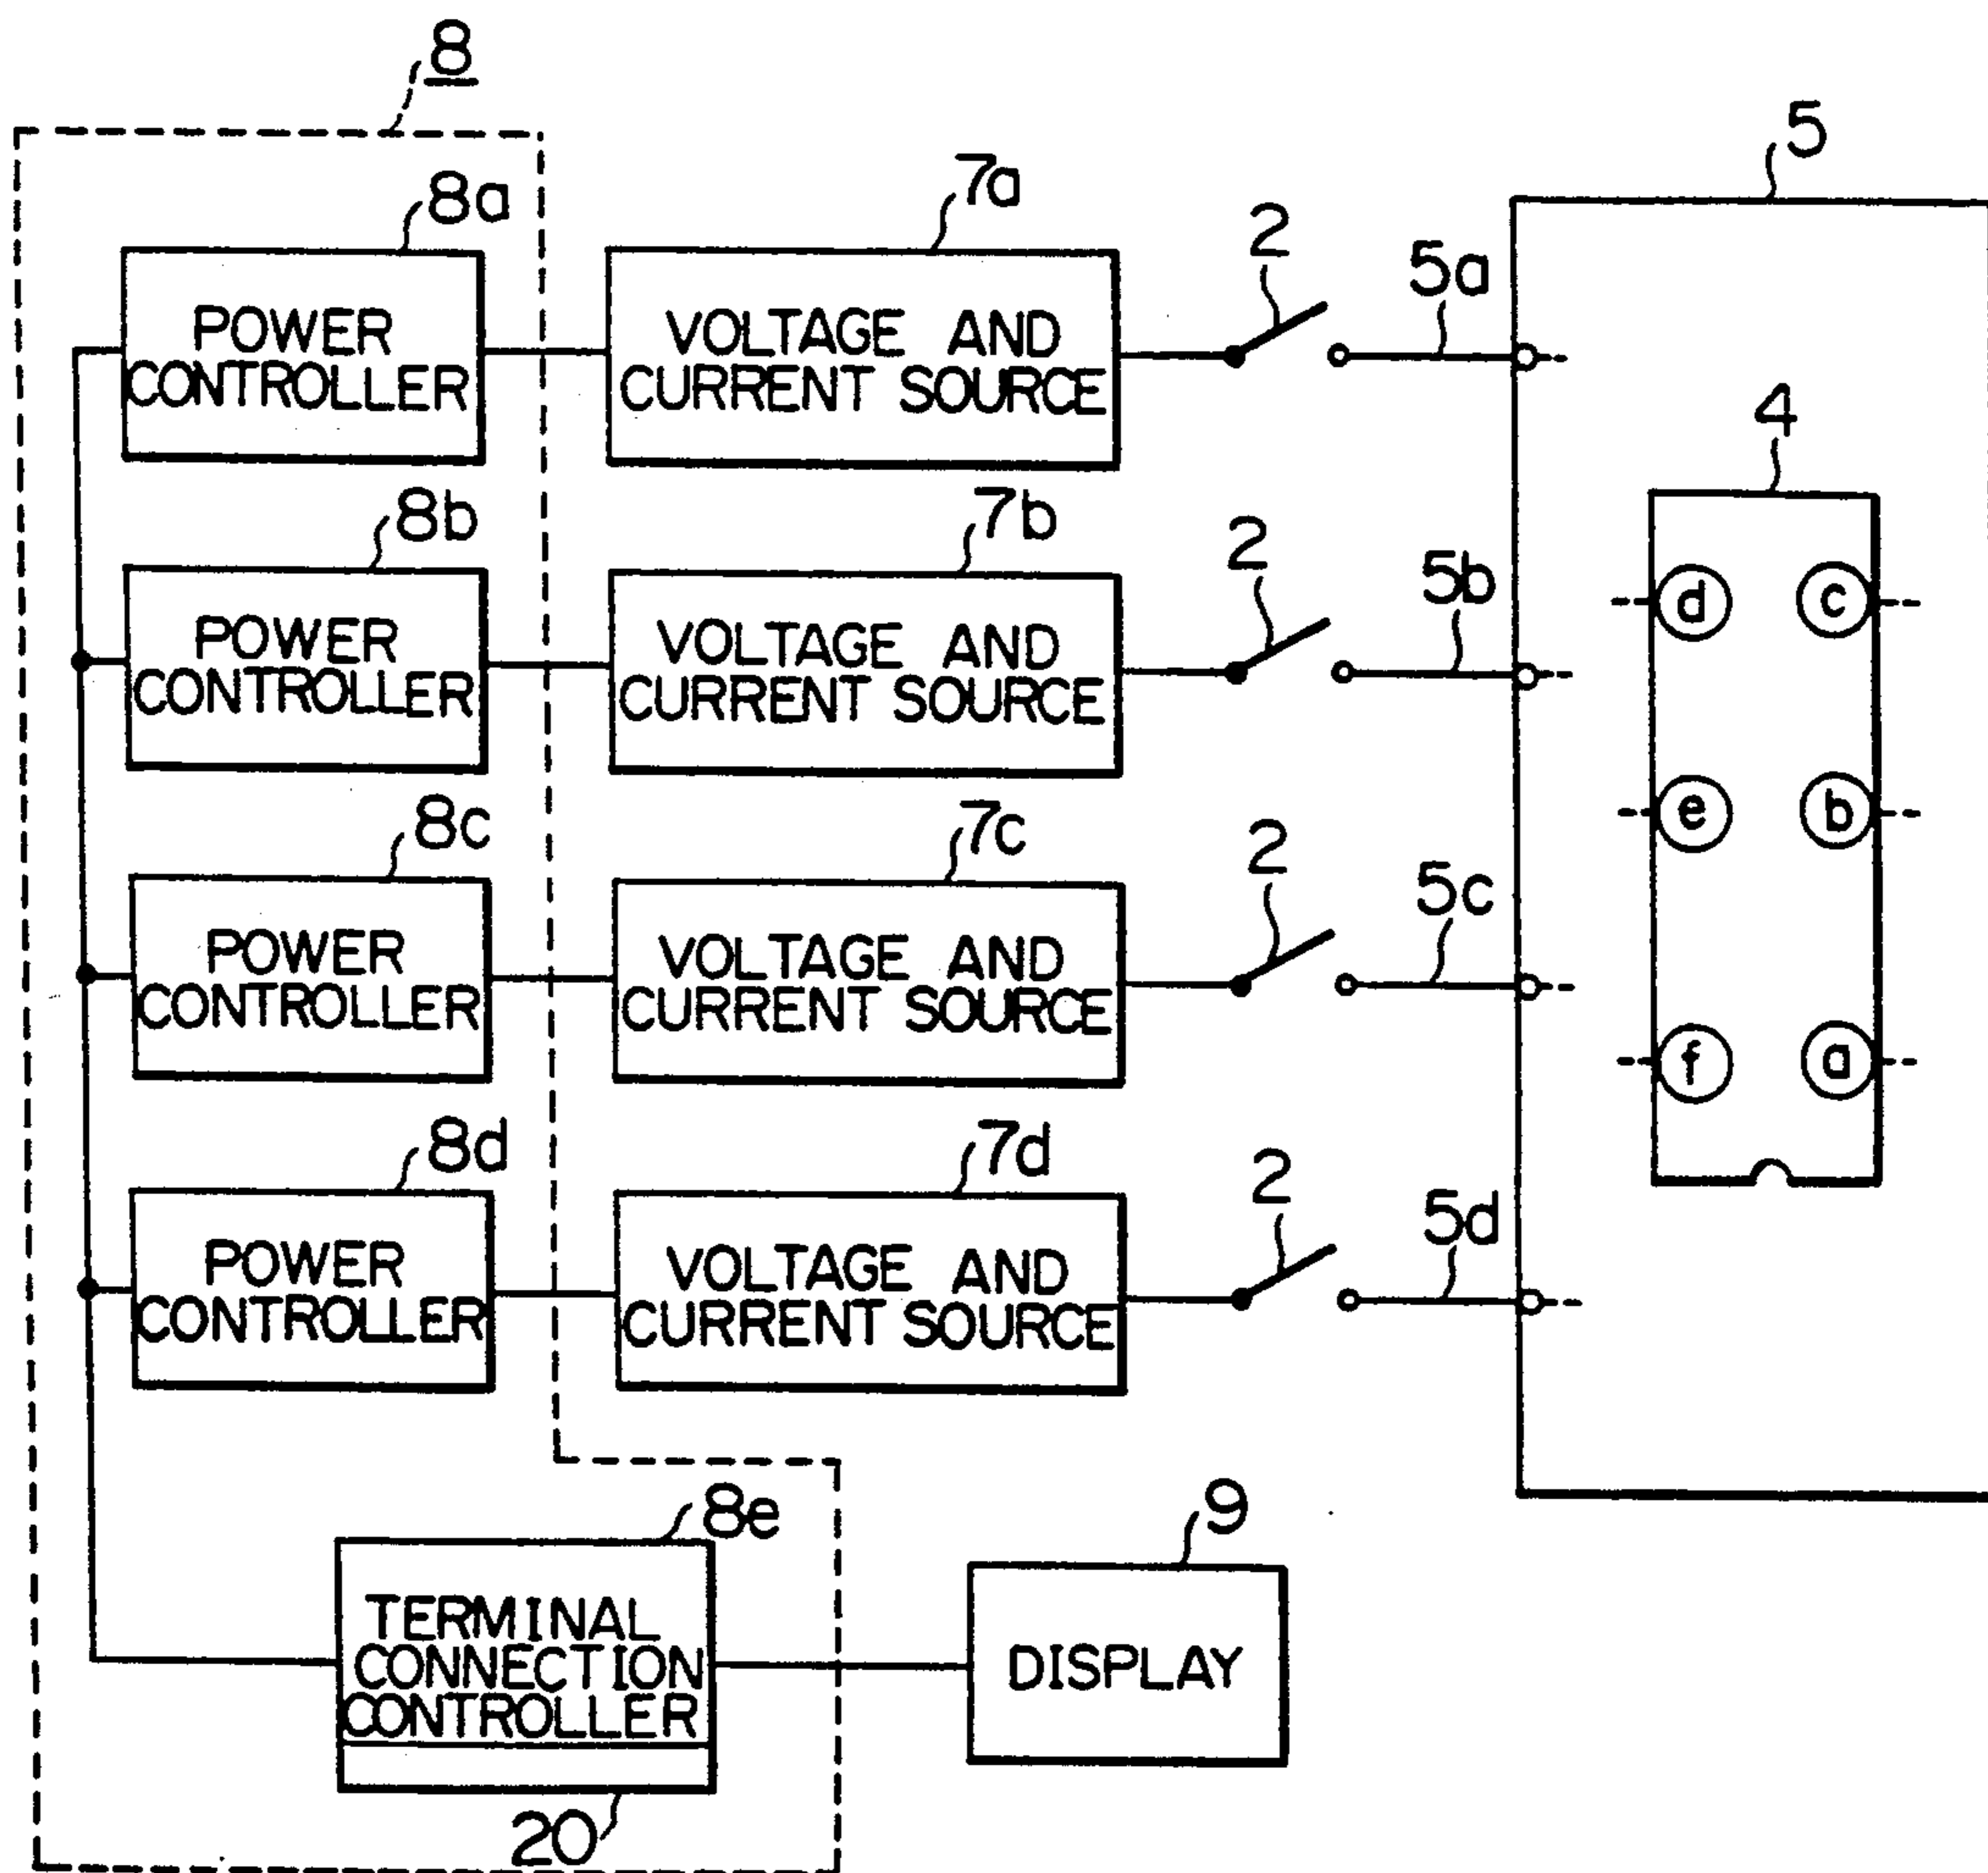 8
8a
7a
2
5a
5
POWER
CONTROLLER
VOLTAGE AND
CURRENT SOURCE
4
8b
7b
2
5b
POWER
CONTROLLER
VOLTAGE AND
CURRENT SOURCE
d
c
e
b
8c
7c
2
5c
POWER
CONTROLLER
VOLTAGE AND
CURRENT SOURCE
f
a
8d
7d
2
5d
POWER
CONTROLLER
VOLTAGE AND
CURRENT SOURCE
8e
9
TERMINAL
CONNECTION
CONTROLLER
DISPLAY
20